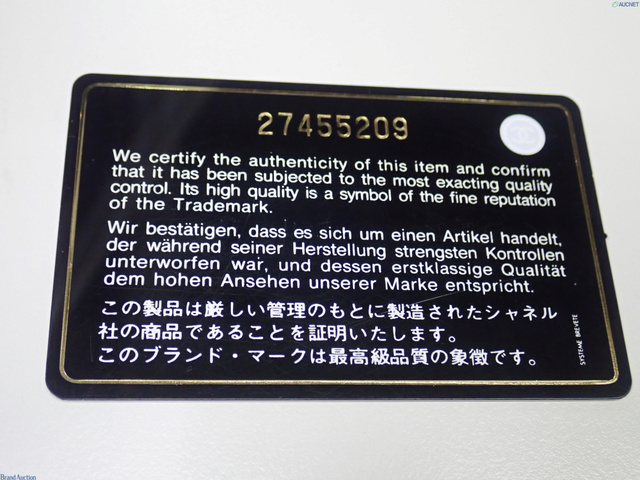 AUCNET
27455209
We certify the authenticity of this item and confirm
that it has been subjected to the most exacting quality
control. Its high quality is a symbol of the fine reputation
of the Trademark.
Wir bestätigen, dass es sich um einen Artikel handelt,
der während seiner Herstellung strengsten Kontrollen
unterworfen war, und dessen erstklassige Qualität
dem hohen Ansehen unserer Marke entspricht.
この製品は厳しい管理のもとに製造されたシャネル
社の商品であることを証明いたします。
このブランド・マークは最高級品質の象徴です。
SYSTEME BREVETE
BrandAuction